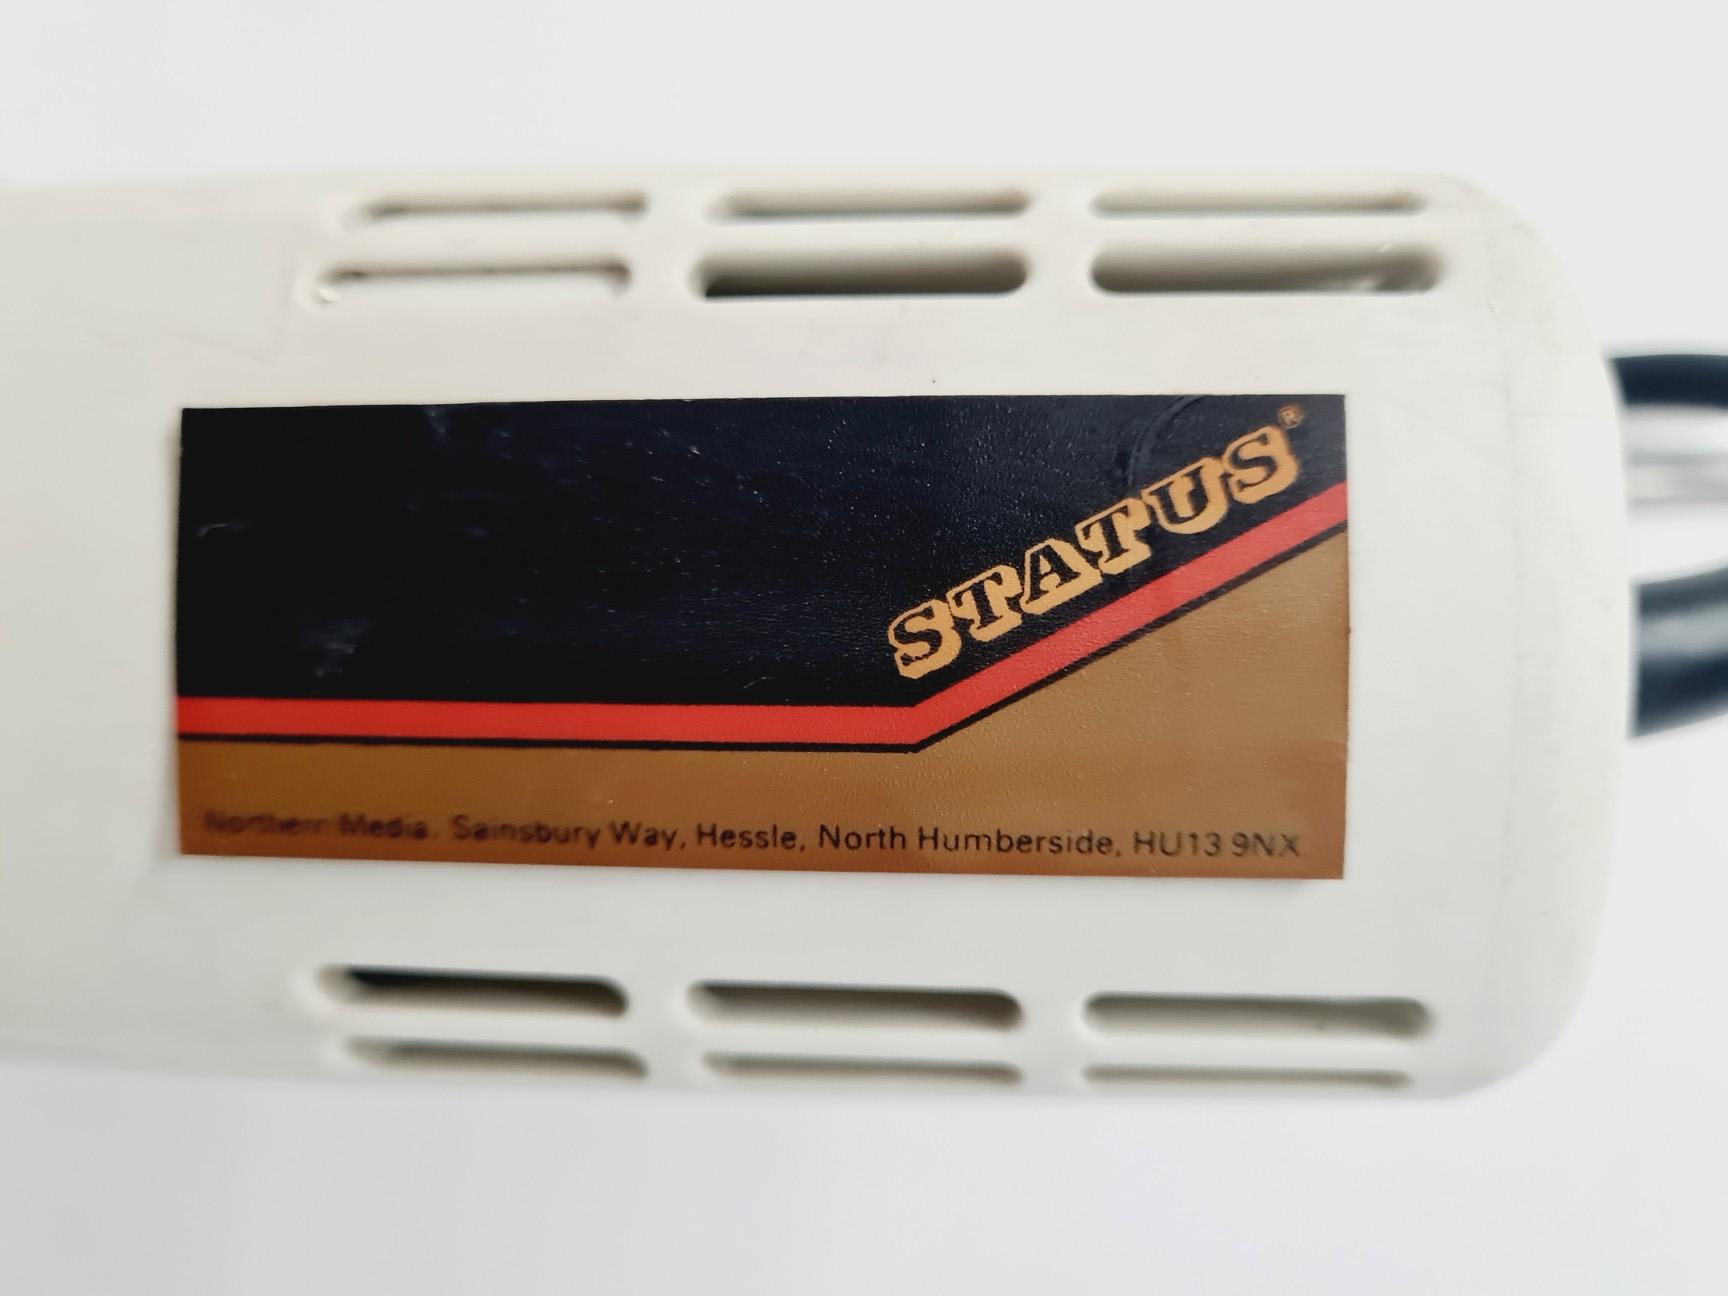 STATUS®
Northern Media, Sainsbury Way, Hessle, North Humberside, HU13 9NX